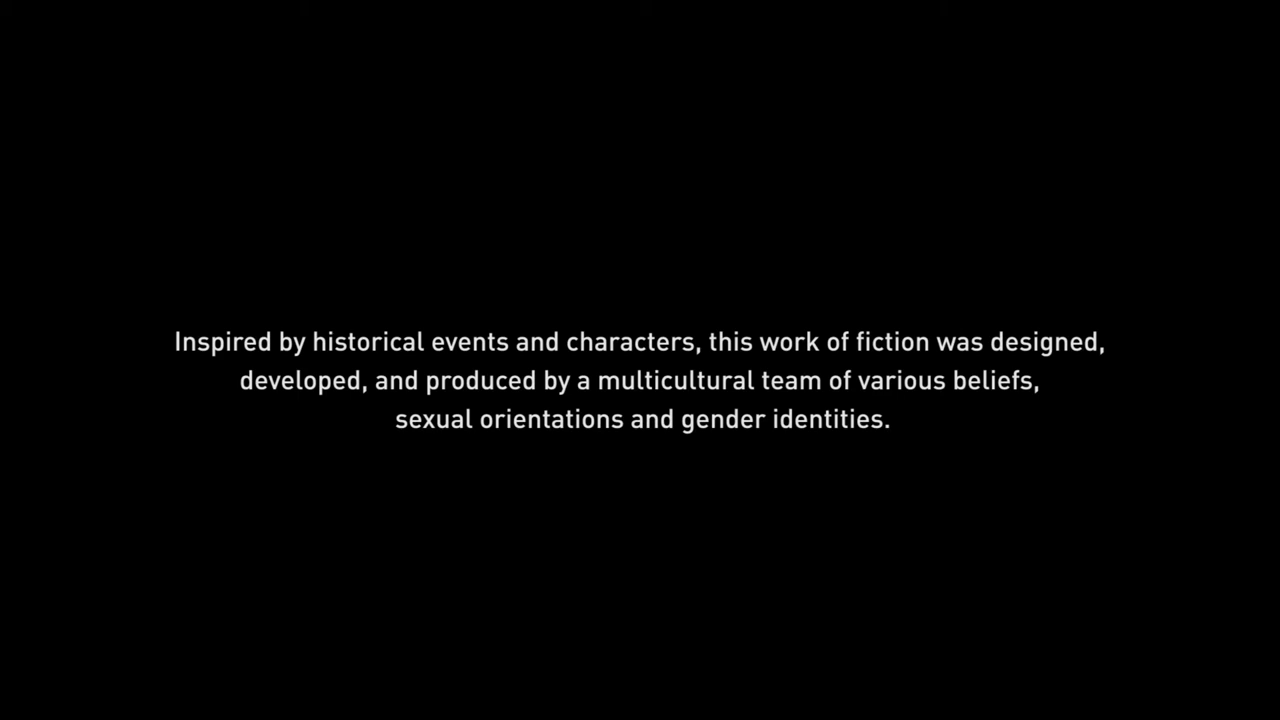 Inspired by historical events and characters, this work of fiction was designed,
developed, and produced by a multicultural team of various beliefs,
sexual orientations and gender identities.